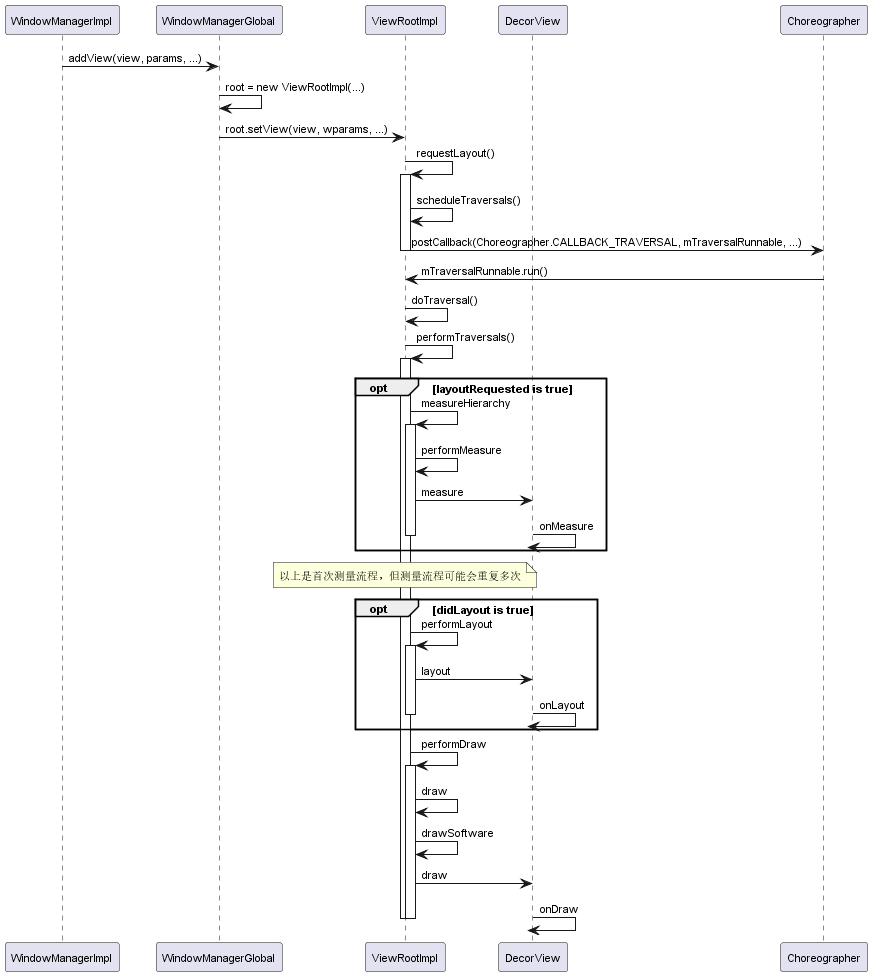 WindowManagerImpl WindowManagerGlobal ViewRootImpl DecorView Choreographer
addView(view, params, ...)
root = new ViewRootImpl(...)
root.setView(view, wparams, ...)
requestLayout()
scheduleTraversals()
postCallback(Choreographer.CALLBACK_TRAVERSAL, mTraversalRunnable, ...)
mTraversalRunnable.run()
doTraversal()
performTraversals()
opt [layoutRequested is true]
measureHierarchy
performMeasure
measure
onMeasure
以上是首次测量流程，但测量流程可能会重复多次
opt [didLayout is true]
performLayout
layout
onLayout
performDraw
draw
drawSoftware
draw
onDraw
WindowManagerImpl WindowManagerGlobal ViewRootImpl DecorView Choreographer